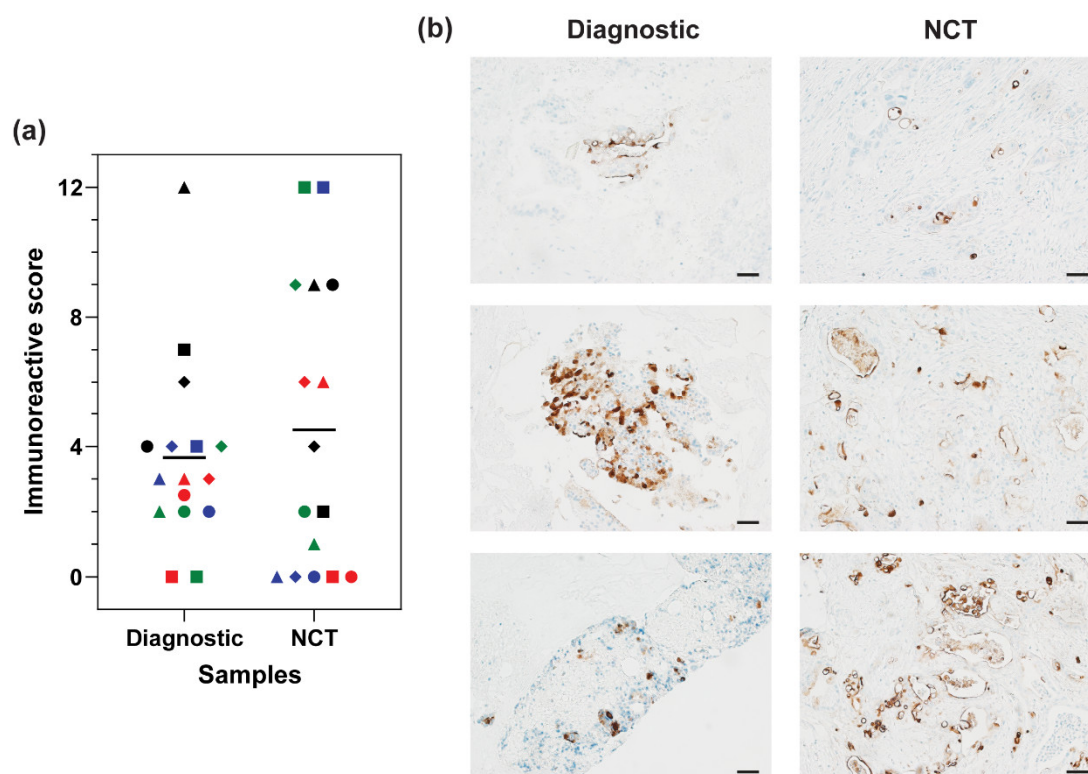 (a)
Immunoreactive score
12
8
4
0
Diagnostic NCT
Samples
(b)
Diagnostic NCT